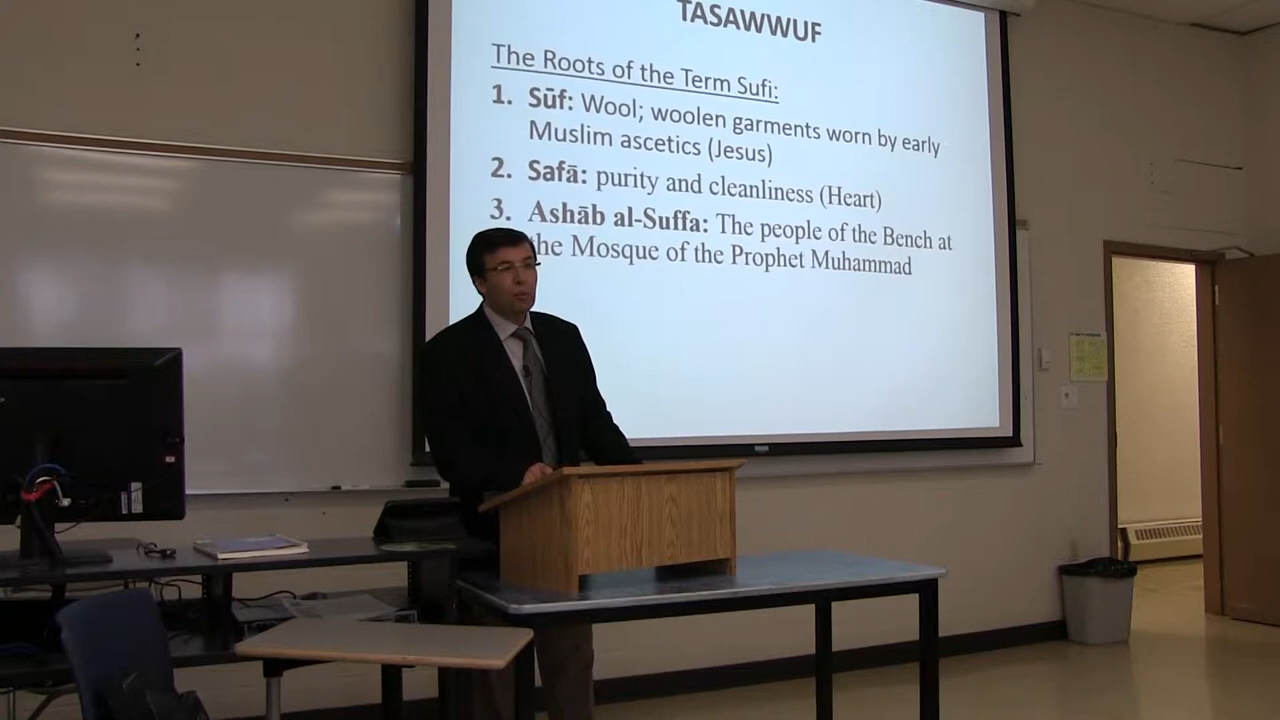 TASAWWUF
The Roots of the Term Sufi:
1. Sūf: Wool; woolen garments worn by early
Muslim ascetics (Jesus)
2. Safā: purity and cleanliness (Heart)
3. Ashāb al-Suffa: The people of the Bench at
the Mosque of the Prophet Muhammad